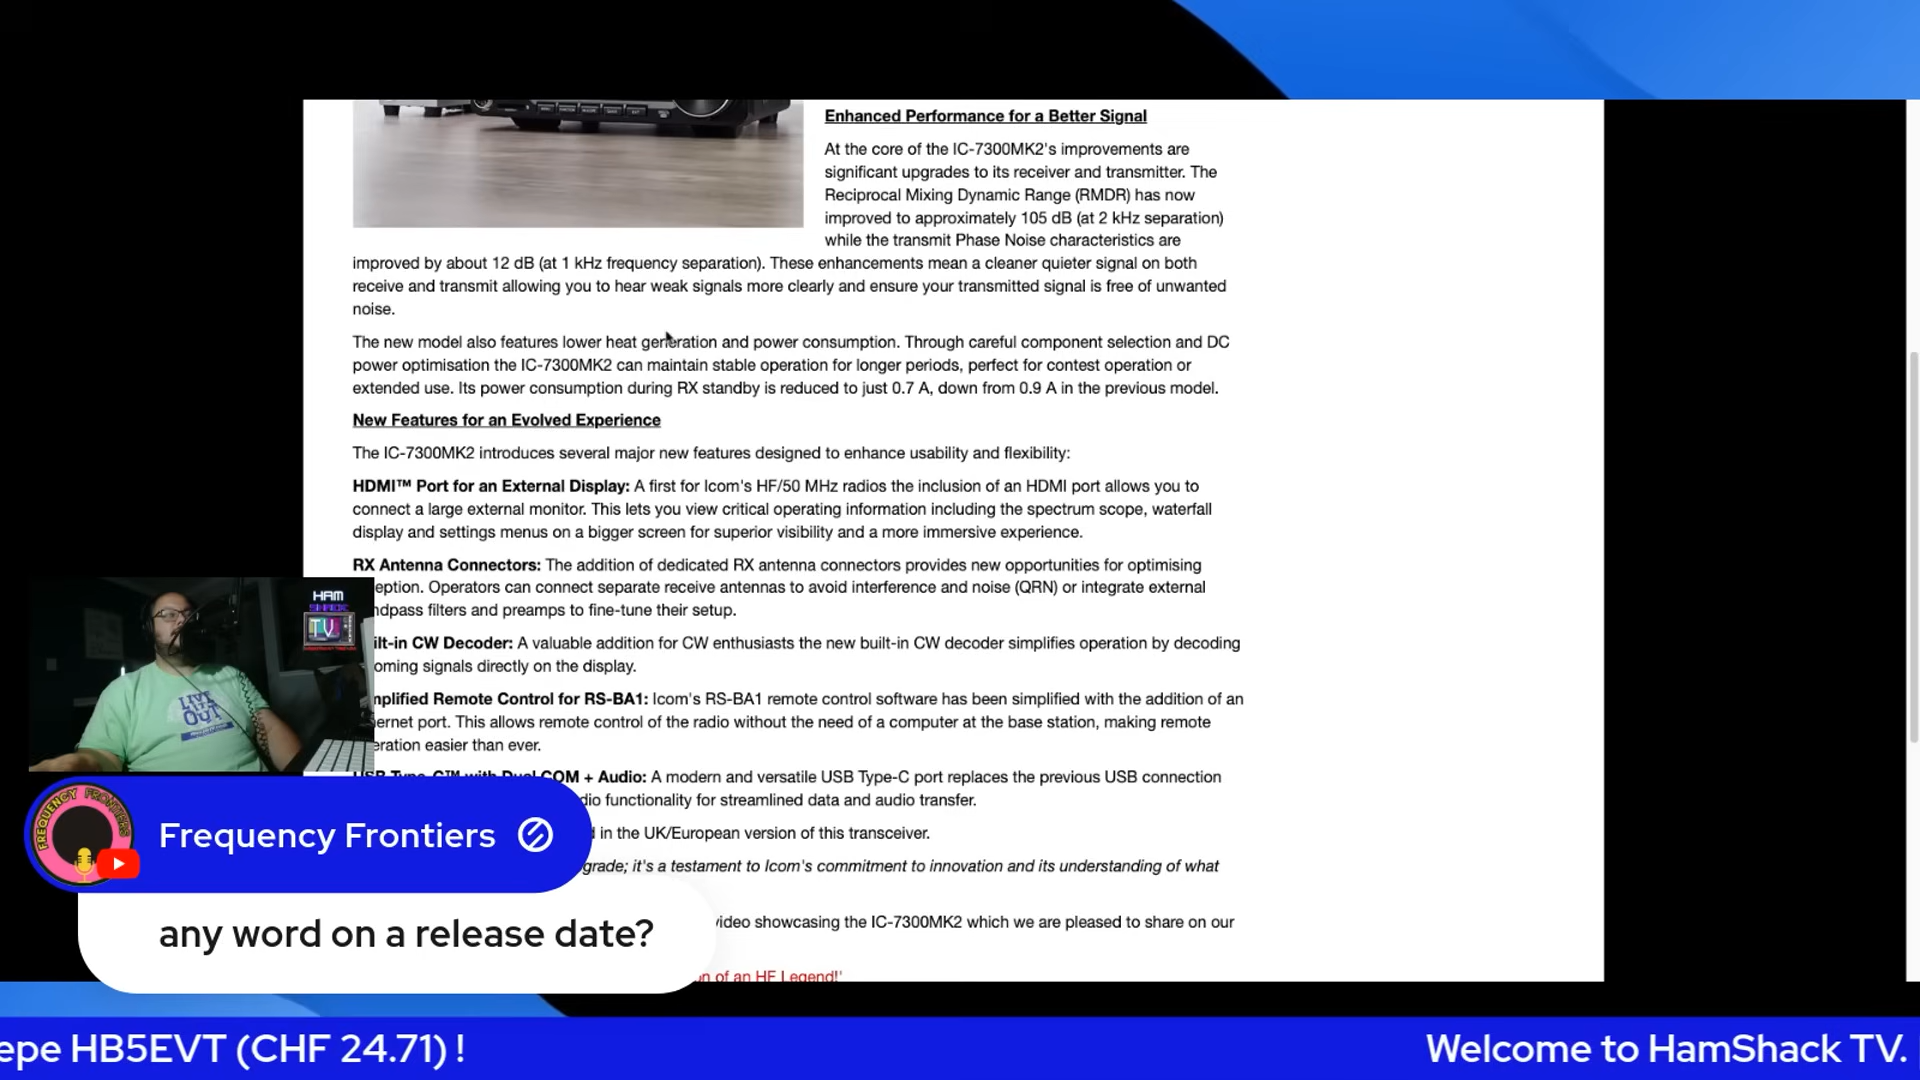 Enhanced Performance for a Better Signal
At the core of the IC-7300MK2's improvements are
significant upgrades to its receiver and transmitter. The
Reciprocal Mixing Dynamic Range (RMDR) has now
improved to approximately 105 dB (at 2 kHz separation)
while the transmit Phase Noise characteristics are
improved by about 12 dB (at 1 kHz frequency separation). These enhancements mean a cleaner quieter signal on both
receive and transmit allowing you to hear weak signals more clearly and ensure your transmitted signal is free of unwanted
noise.
The new model also features lower heat generation and power consumption. Through careful component selection and DC
power optimisation the IC-7300MK2 can maintain stable operation for longer periods, perfect for contest operation or
extended use. Its power consumption during RX standby is reduced to just 0.7 A, down from 0.9 A in the previous model.
New Features for an Evolved Experience
The IC-7300MK2 introduces several major new features designed to enhance usability and flexibility:
HDMI™ Port for an External Display: A first for Icom's HF/50 MHz radios the inclusion of an HDMI port allows you to
connect a large external monitor. This lets you view critical operating information including the spectrum scope, waterfall
display and settings menus on a bigger screen for superior visibility and a more immersive experience.
RX Antenna Connectors: The addition of dedicated RX antenna connectors provides new opportunities for optimising
eption. Operators can connect separate receive antennas to avoid interference and noise (QRN) or integrate external
ndpass filters and preamps to fine-tune their setup.
ilt-in CW Decoder: A valuable addition for CW enthusiasts the new built-in CW decoder simplifies operation by decoding
oming signals directly on the display.
mplified Remote Control for RS-BA1: Icom's RS-BA1 remote control software has been simplified with the addition of an
ernet port. This allows remote control of the radio without the need of a computer at the base station, making remote
eration easier than ever.
USB Type-C™ with Dual COM + Audio: A modern and versatile USB Type-C port replaces the previous USB connection
dio functionality for streamlined data and audio transfer.
d in the UK/European version of this transceiver.
grade; it's a testament to Icom's commitment to innovation and its understanding of what
video showcasing the IC-7300MK2 which we are pleased to share on our
n of an HF Legend!'
HAM
SHACK
TV
LIVE
IT
OUT
FREQUENCY FRONTIERS
Frequency Frontiers
any word on a release date?
epe HB5EVT (CHF 24.71) !
Welcome to HamShack TV.